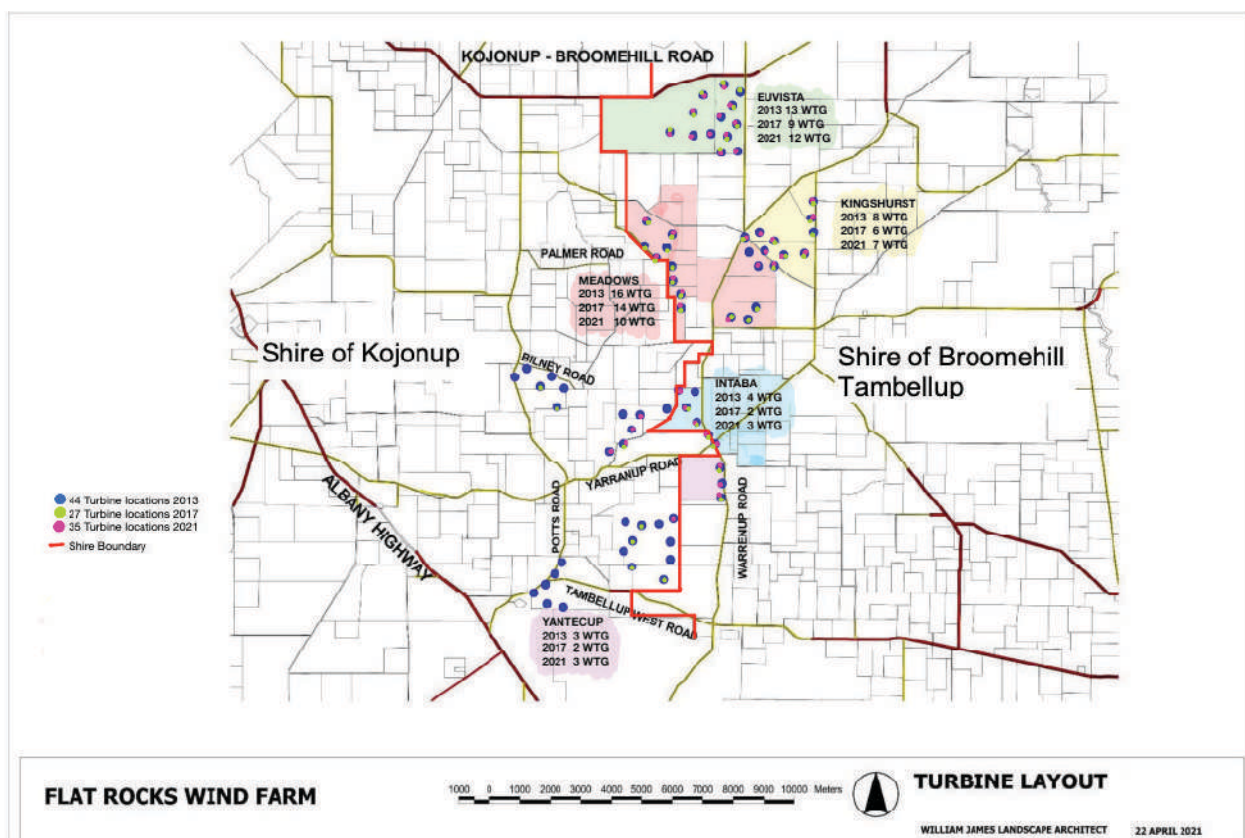 KOJONUP - BROOMEHILL ROAD
EUVISTA
2013 13 WTG
2017 9 WTG
2021 12 WTG
KINGSHURST
2013 8 WTG
2017 6 WTG
2021 7 WTG
PALMER ROAD
MEADOWS
2013 16 WTG
2017 14 WTG
2021 10 WTG
Shire of Kojonup
Shire of Broomehill
Tambellup
RILNEY ROAD
INTABA
2013 4 WTG
2017 2 WTG
2021 3 WTG
YARRANUP ROAD
ALBANY HIGHWAY
POTTS ROAD
WARRENUP ROAD
44 Turbine locations 2013
27 Turbine locations 2017
35 Turbine locations 2021
Shire Boundary
TAMBELLUP WEST ROAD
YANTECUP
2013 3 WTG
2017 2 WTG
2021 3 WTG
FLAT ROCKS WIND FARM
1000 0 1000 2000 3000 4000 5000 6000 7000 8000 9000 10000 Meters
TURBINE LAYOUT
WILLIAM JAMES LANDSCAPE ARCHITECT 22 APRIL 2021